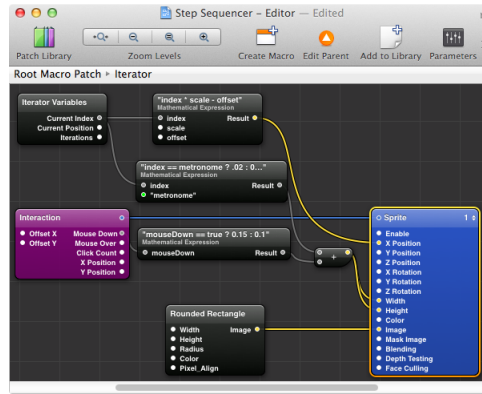 Step Sequencer – Editor — Edited
Patch Library
Zoom Levels
Create Macro
Edit Parent
Add to Library
Parameters
Root Macro Patch ▸ Iterator
Iterator Variables
Current Index
Current Position
Iterations
"index * scale - offset"
Mathematical Expression
index
Result
scale
offset
"index == metronome ? .02 : 0..."
Mathematical Expression
index
Result
"metronome"
Interaction
Offset X
Mouse Down
Offset Y
Mouse Over
Click Count
X Position
Y Position
"mouseDown == true ? 0.15 : 0.1"
Mathematical Expression
mouseDown
Result
+
Sprite
1
Enable
X Position
Y Position
Z Position
X Rotation
Y Rotation
Z Rotation
Width
Height
Color
Image
Mask Image
Blending
Depth Testing
Face Culling
Rounded Rectangle
Width
Image
Height
Radius
Color
Pixel_Align